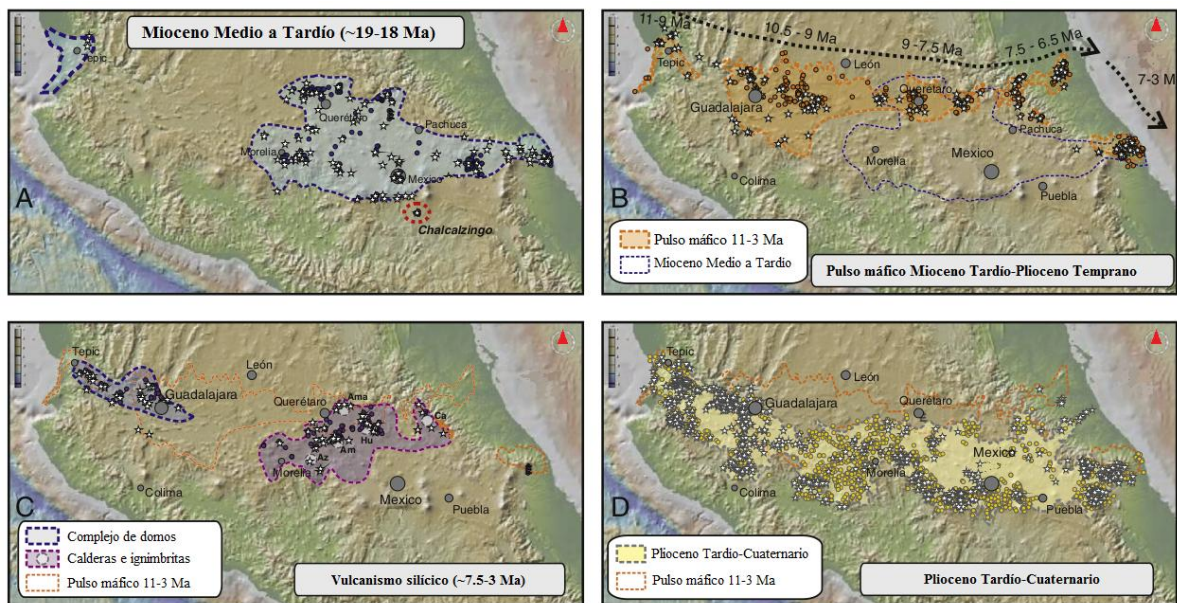 Mioceno Medio a Tardío (~19-18 Ma)
Tepic
Querétaro
Pachuca
Morelia
Mexico
Chalcalzingo
A
11-9 Ma
10.5 - 9 Ma
9 -7.5 Ma
7.5 - 6.5 Ma
7-3 M
Tepic
León
Guadalajara
Querétaro
Pachuca
Morelia
Mexico
Colima
Puebla
B
Pulso máfico 11-3 Ma
Mioceno Medio a Tardio
Pulso máfico Mioceno Tardío-Plioceno Temprano
Tepic
León
Guadalajara
Querétaro
Ama
Ca
Hu
Am
Az
Morelia
Colima
Mexico
Puebla
C
Complejo de domos
Calderas e ignimbritas
Pulso máfico 11-3 Ma
Vulcanismo silícico (~7.5-3 Ma)
Tepic
León
Guadalajara
Querétaro
Mexico
Morelia
Colima
Puebla
D
Plioceno Tardio-Cuaternario
Pulso máfico 11-3 Ma
Plioceno Tardío-Cuaternario